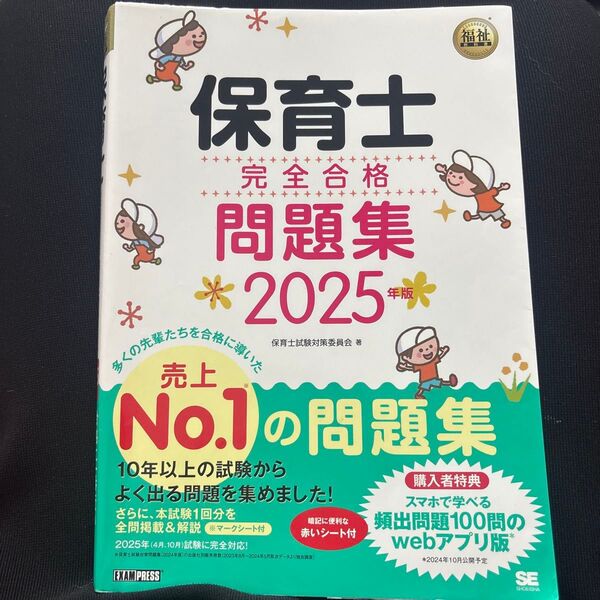 福祉
教科書
保育士
完全合格
問題集
2025年版
保育士試験対策委員会 著
多くの先輩たちを合格に導いた
売上
No.1※の問題集
10年以上の試験から
よく出る問題を集めました!
さらに、本試験1回分を
全問掲載&解説 ※マークシート付
2025年(4月、10月)試験に完全対応!
暗記に便利な
赤いシート付
購入者特典
スマホで学べる
頻出問題100問の
webアプリ版*
*2024年10月公開予定
EXAMPRESS
SE
SHOEISHA